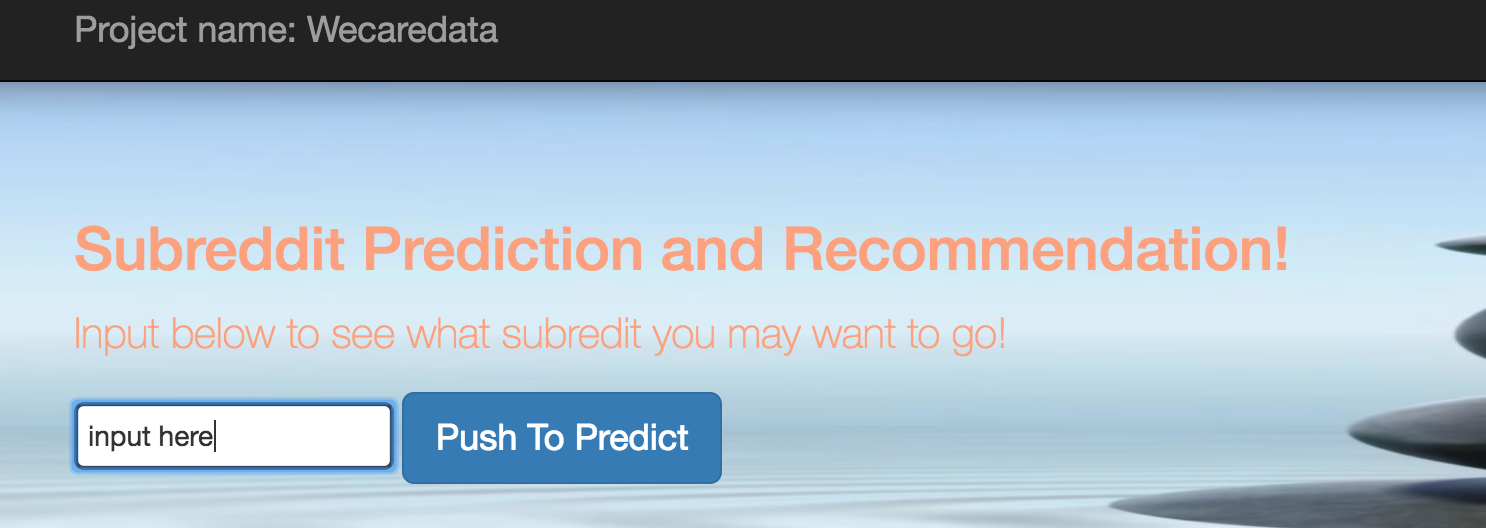 Project name: Wecaredata
Subreddit Prediction and Recommendation!
Input below to see what subredit you may want to go!
input here
Push To Predict